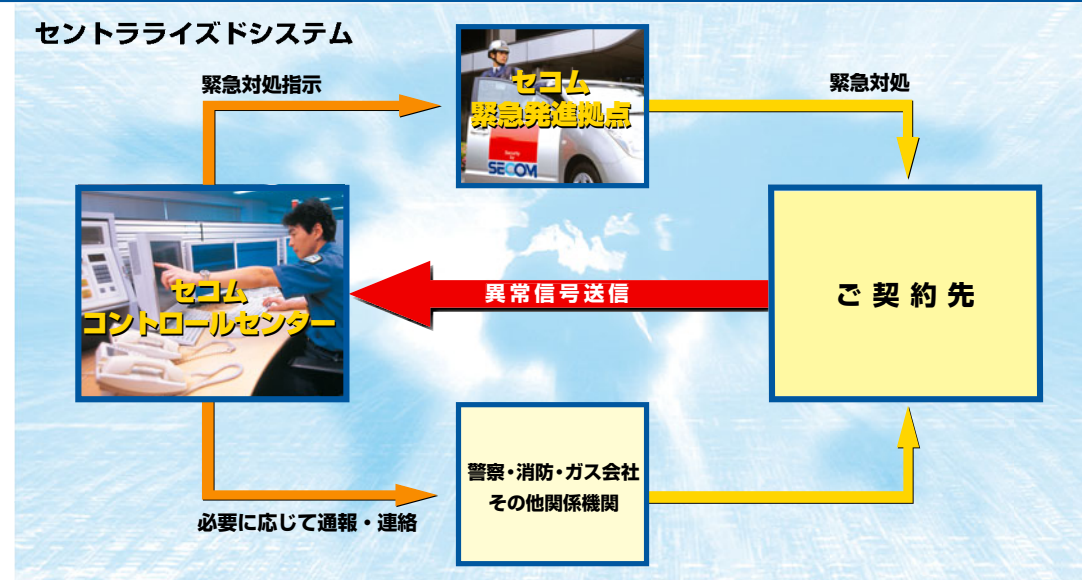 セントラライズドシステム
緊急対処指示
セコム
緊急発進拠点
SECOM
緊急対処
セコム
コントロールセンター
異常信号送信
ご契約先
警察・消防・ガス会社
その他関係機関
必要に応じて通報・連絡